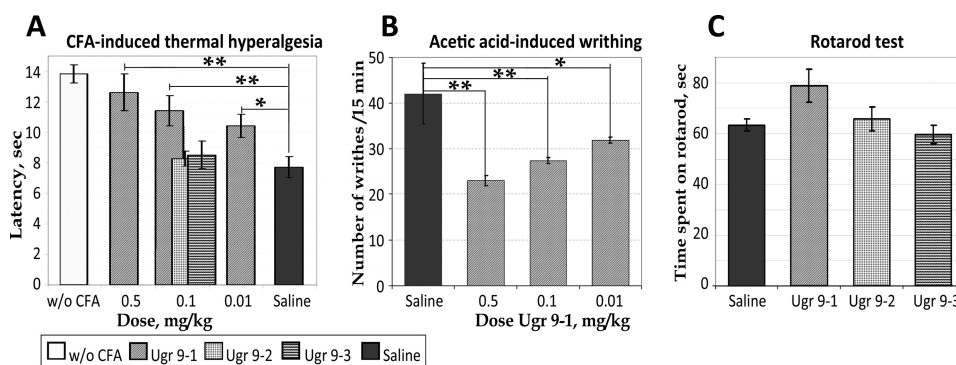 A
CFA-induced thermal hyperalgesia
Latency, sec
14
12
10
8
6
4
2
0
**
**
*
w/o CFA 0.5 0.1 0.01 Saline
Dose, mg/kg
B
Acetic acid-induced writhing
Number of writhes /15 min
50
40
30
20
10
0
*
**
**
Saline 0.5 0.1 0.01
Dose Ugr 9-1, mg/kg
C
Rotarod test
Time spent on rotarod, sec
80
60
40
20
0
Saline Ugr 9-1 Ugr 9-2 Ugr 9-3
w/o CFA Ugr 9-1 Ugr 9-2 Ugr 9-3 Saline